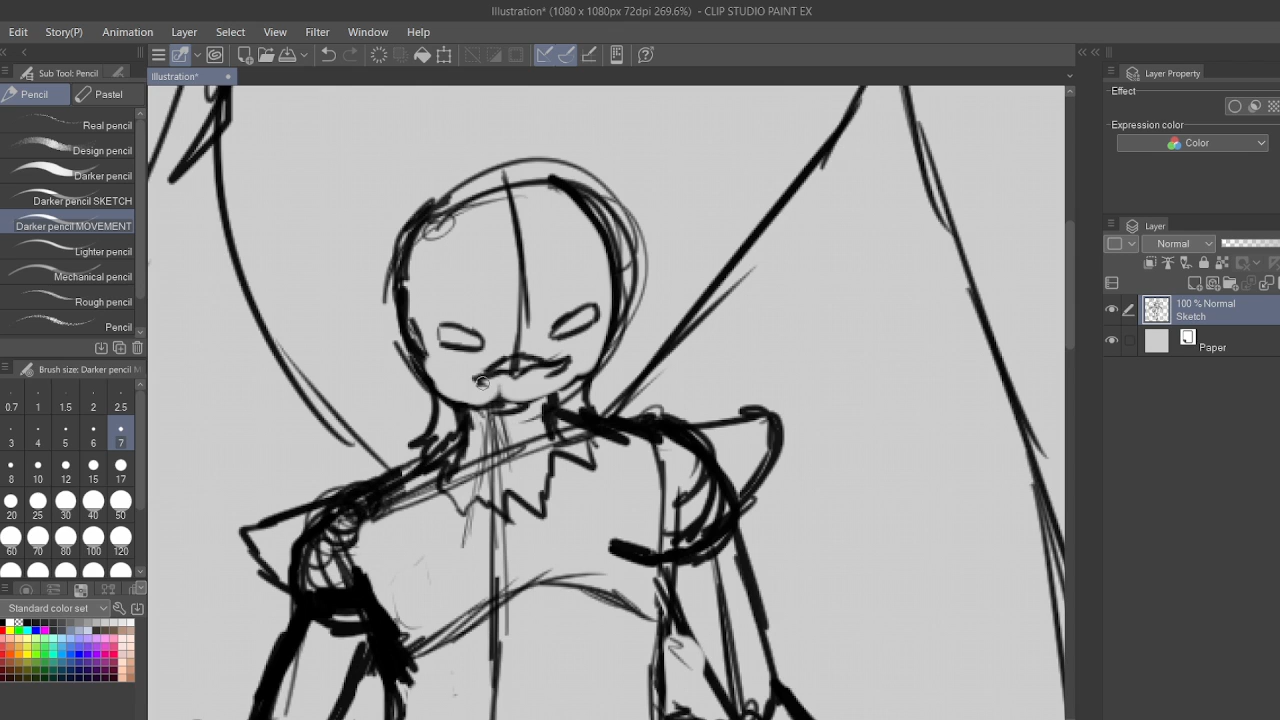 Illustration* (1080 x 1080px 72dpi 269.6%) - CLIP STUDIO PAINT EX
Edit Story(P) Animation Layer Select View Filter Window Help
Sub Tool: Pencil
Illustration*
Layer Property
Pencil Pastel
Effect
Real pencil
Expression color
Design pencil
Color
Darker pencil
Darker pencil SKETCH
Darker pencil MOVEMENT
Layer
Lighter pencil
Normal
Mechanical pencil
Rough pencil
100 % Normal
Sketch
Pencil
Paper
Brush size: Darker pencil M
0.7 1 1.5 2 2.5
3 4 5 6 7
8 10 12 15 17
20 25 30 40 50
60 70 80 100 120
Standard color set